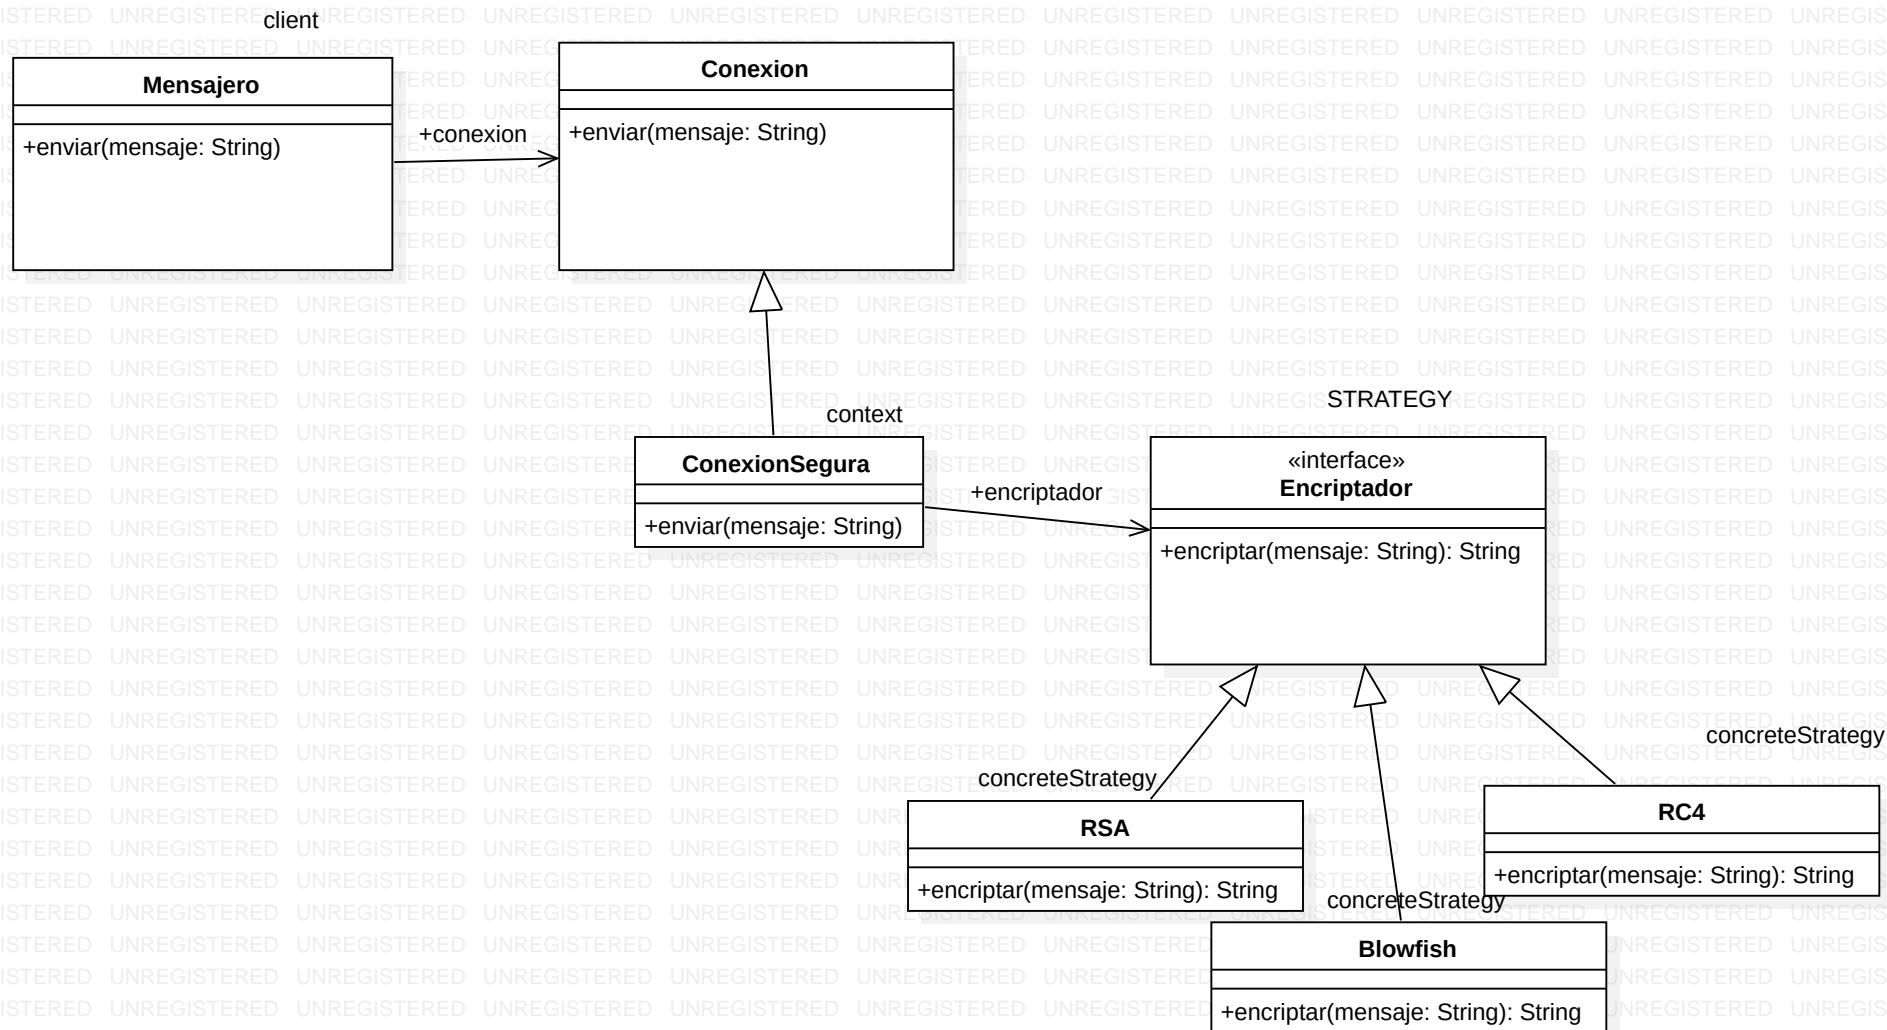 client
Mensajero
+enviar(mensaje: String)
+conexion
Conexion
+enviar(mensaje: String)
context
ConexionSegura
+enviar(mensaje: String)
+encriptador
STRATEGY
«interface»
Encriptador
+encriptar(mensaje: String): String
concreteStrategy
RSA
+encriptar(mensaje: String): String
concreteStrategy
Blowfish
+encriptar(mensaje: String): String
concreteStrategy
RC4
+encriptar(mensaje: String): String
UNREGISTERED